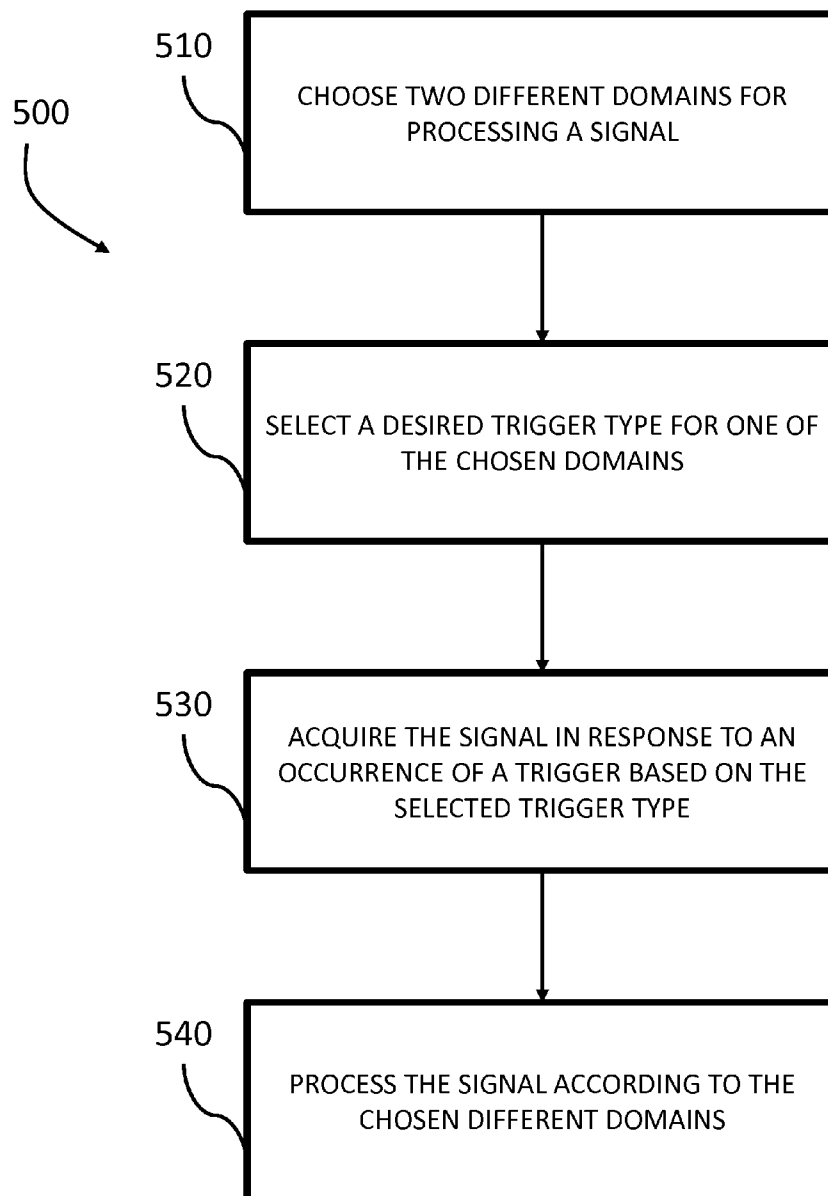 510
500
CHOOSE TWO DIFFERENT DOMAINS FOR
PROCESSING A SIGNAL
520
SELECT A DESIRED TRIGGER TYPE FOR ONE OF
THE CHOSEN DOMAINS
530
ACQUIRE THE SIGNAL IN RESPONSE TO AN
OCCURRENCE OF A TRIGGER BASED ON THE
SELECTED TRIGGER TYPE
540
PROCESS THE SIGNAL ACCORDING TO THE
CHOSEN DIFFERENT DOMAINS